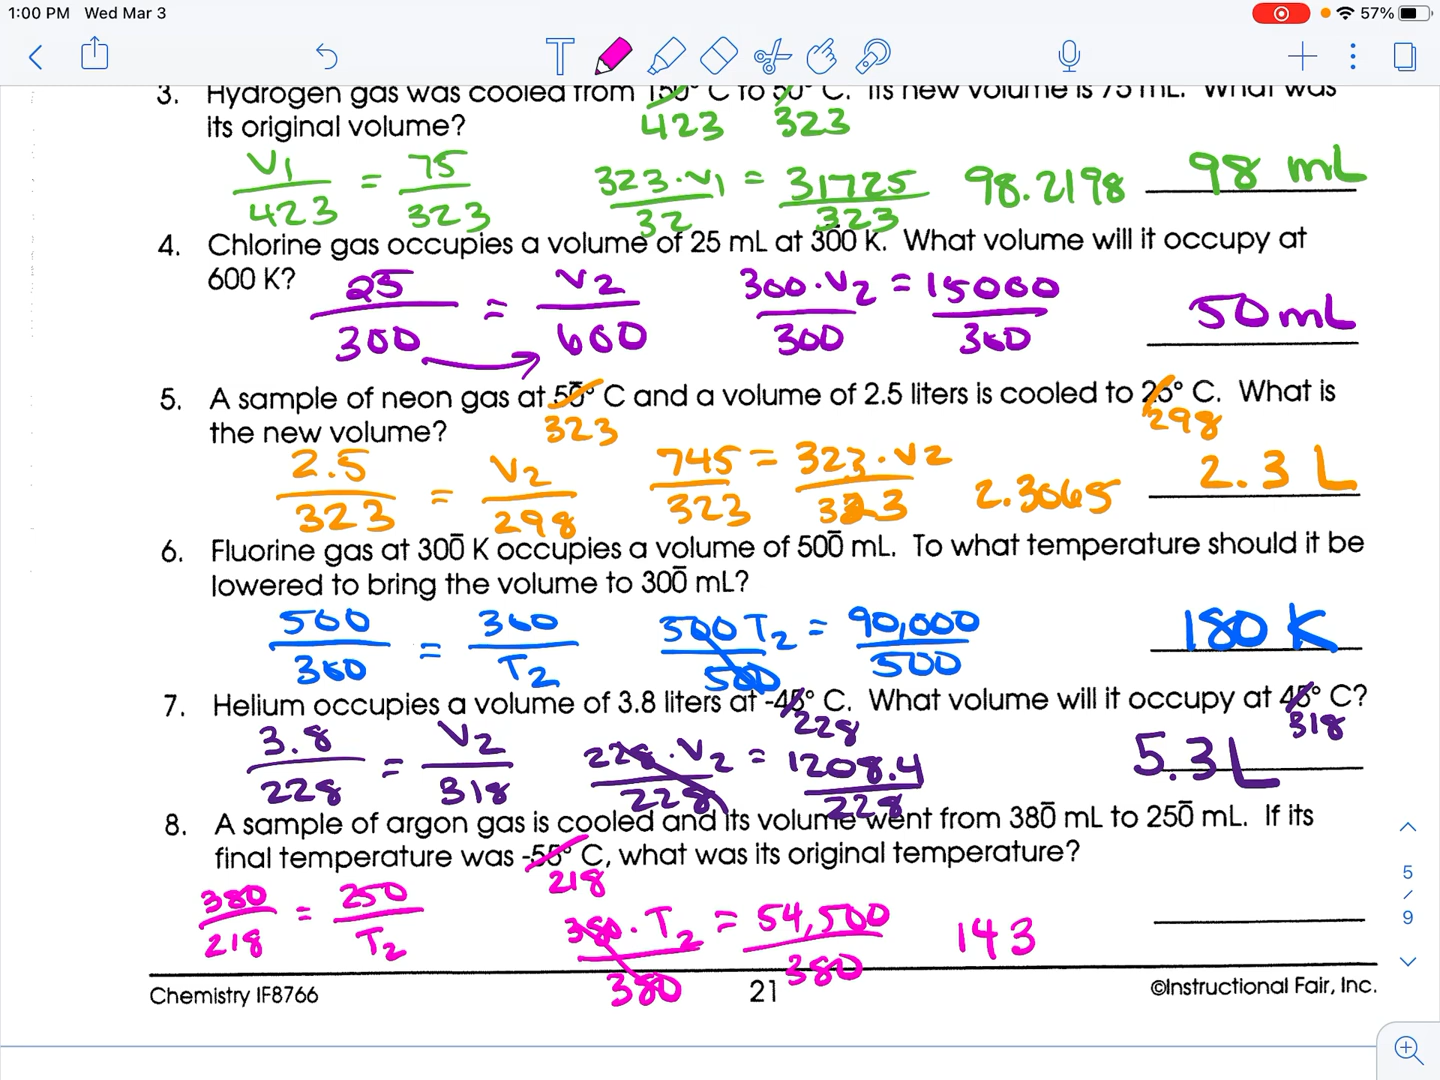 1:00 PM Wed Mar 3
57%
3. Hydrogen gas was cooled from 150° C to 50° C. Its new volume is 75 mL. What was
423 323
its original volume?
V1/423 = 75/323 323·V1/32 = 31725/323 98.2198 98 mL
4. Chlorine gas occupies a volume of 25 mL at 300̄ K. What volume will it occupy at
600 K?
25/300 = V2/600 300·V2/300 = 15000/300 50 mL
5. A sample of neon gas at 50̄° C and a volume of 2.5 liters is cooled to 25° C. What is
323 298
the new volume?
2.5/323 = V2/298 745/323 = 323·V2/323 2.3065 2.3 L
6. Fluorine gas at 300̄ K occupies a volume of 500̄ mL. To what temperature should it be
lowered to bring the volume to 300̄ mL?
500/300 = 300/T2 500 T2/500 = 90,000/500 180 K
7. Helium occupies a volume of 3.8 liters at -45° C. What volume will it occupy at 45° C?
228 318
3.8/228 = V2/318 228·V2/228 = 1208.4/228 5.3 L
8. A sample of argon gas is cooled and its volume went from 380̄ mL to 250̄ mL. If its
final temperature was -55° C, what was its original temperature?
218
380/218 = 250/T2 380·T2/380 = 54,500/380 143
Chemistry IF8766 21 ©Instructional Fair, Inc.
5
/
9